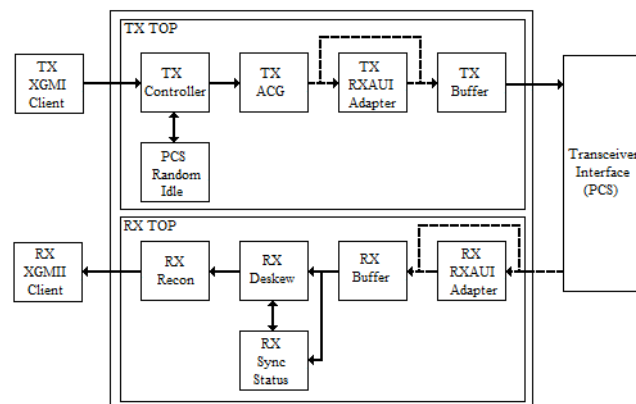 TX TOP
TX
XGMI
Client
TX
Controller
TX
ACG
TX
RXAUI
Adapter
TX
Buffer
PCS
Random
Idle
Transceiver
Interface
(PCS)
RX TOP
RX
XGMII
Client
RX
Recon
RX
Deskew
RX
Buffer
RX
RXAUI
Adapter
RX
Sync
Status